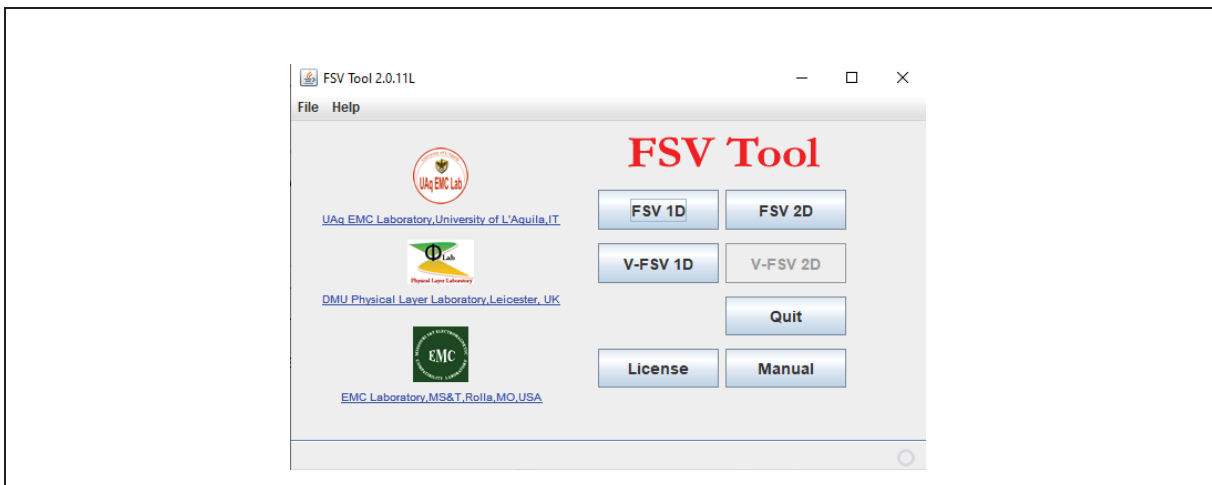 FSV Tool 2.0.11L
File Help
FSV Tool
UAq EMC Lab
UAq EMC Laboratory,University of L'Aquila,IT
FSV 1D FSV 2D
Φ Lab
Physical Layer Laboratory
DMU Physical Layer Laboratory,Leicester, UK
V-FSV 1D V-FSV 2D
Quit
EMC
EMC Laboratory,MS&T,Rolla,MO,USA
License Manual